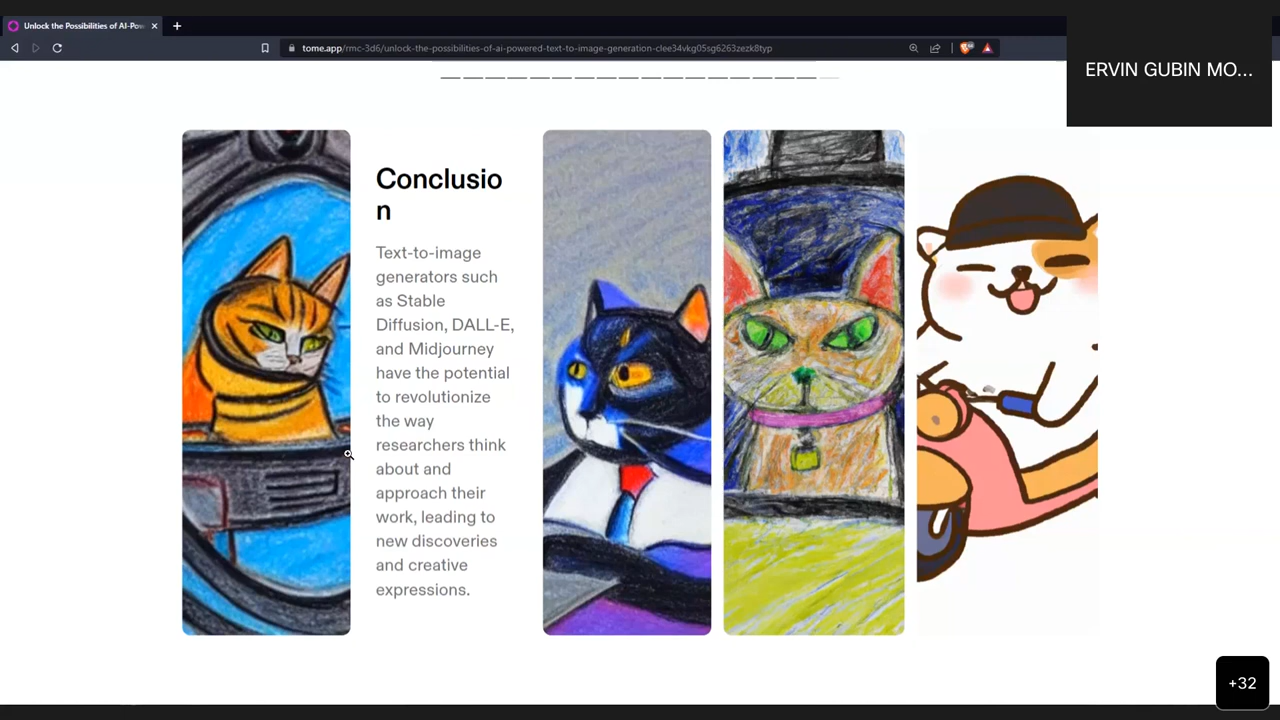 Unlock the Possibilities of AI-Pow
tome.app/rmc-3d6/unlock-the-possibilities-of-ai-powered-text-to-image-generation-clee34vkg05sg6263zezk8typ
ERVIN GUBIN MO...
Conclusio
n
Text-to-image
generators such
as Stable
Diffusion, DALL-E,
and Midjourney
have the potential
to revolutionize
the way
researchers think
about and
approach their
work, leading to
new discoveries
and creative
expressions.
+32